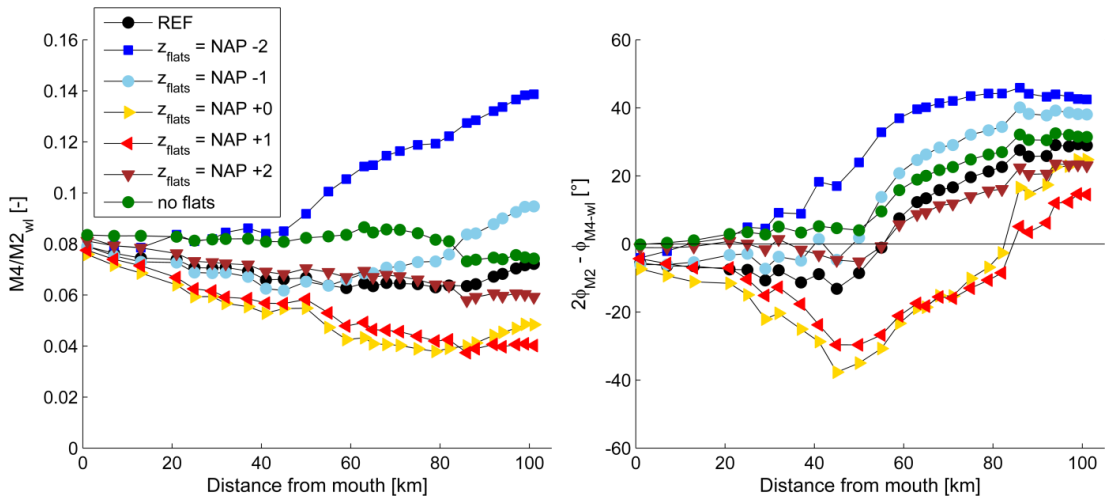 REF
z_flats = NAP -2
z_flats = NAP -1
z_flats = NAP +0
z_flats = NAP +1
z_flats = NAP +2
no flats
M4/M2_wl [-]
0.16
0.14
0.12
0.1
0.08
0.06
0.04
0.02
0
0 20 40 60 80 100
Distance from mouth [km]
2ϕ_M2 - ϕ_M4-wl [°]
60
40
20
0
-20
-40
-60
0 20 40 60 80 100
Distance from mouth [km]